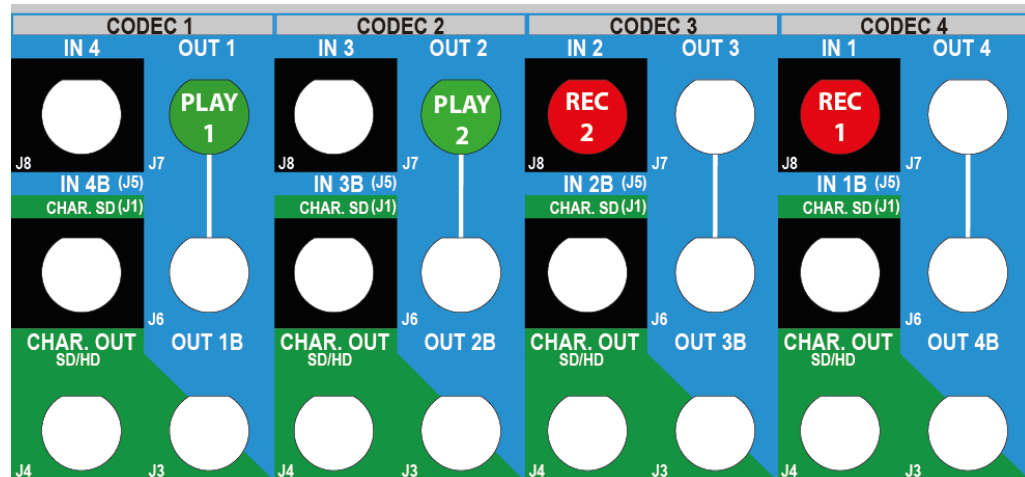 CODEC 1 CODEC 2 CODEC 3 CODEC 4
IN 4 OUT 1 IN 3 OUT 2 IN 2 OUT 3 IN 1 OUT 4
PLAY PLAY REC REC
1 2 2 1
J8 J7 J8 J7 J8 J7 J8 J7
IN 4B (J5) IN 3B (J5) IN 2B (J5) IN 1B (J5)
CHAR. SD (J1) CHAR. SD (J1) CHAR. SD (J1) CHAR. SD (J1)
J6 J6 J6 J6
CHAR. OUT OUT 1B CHAR. OUT OUT 2B CHAR. OUT OUT 3B CHAR. OUT OUT 4B
SD/HD SD/HD SD/HD SD/HD
J4 J3 J4 J3 J4 J3 J4 J3